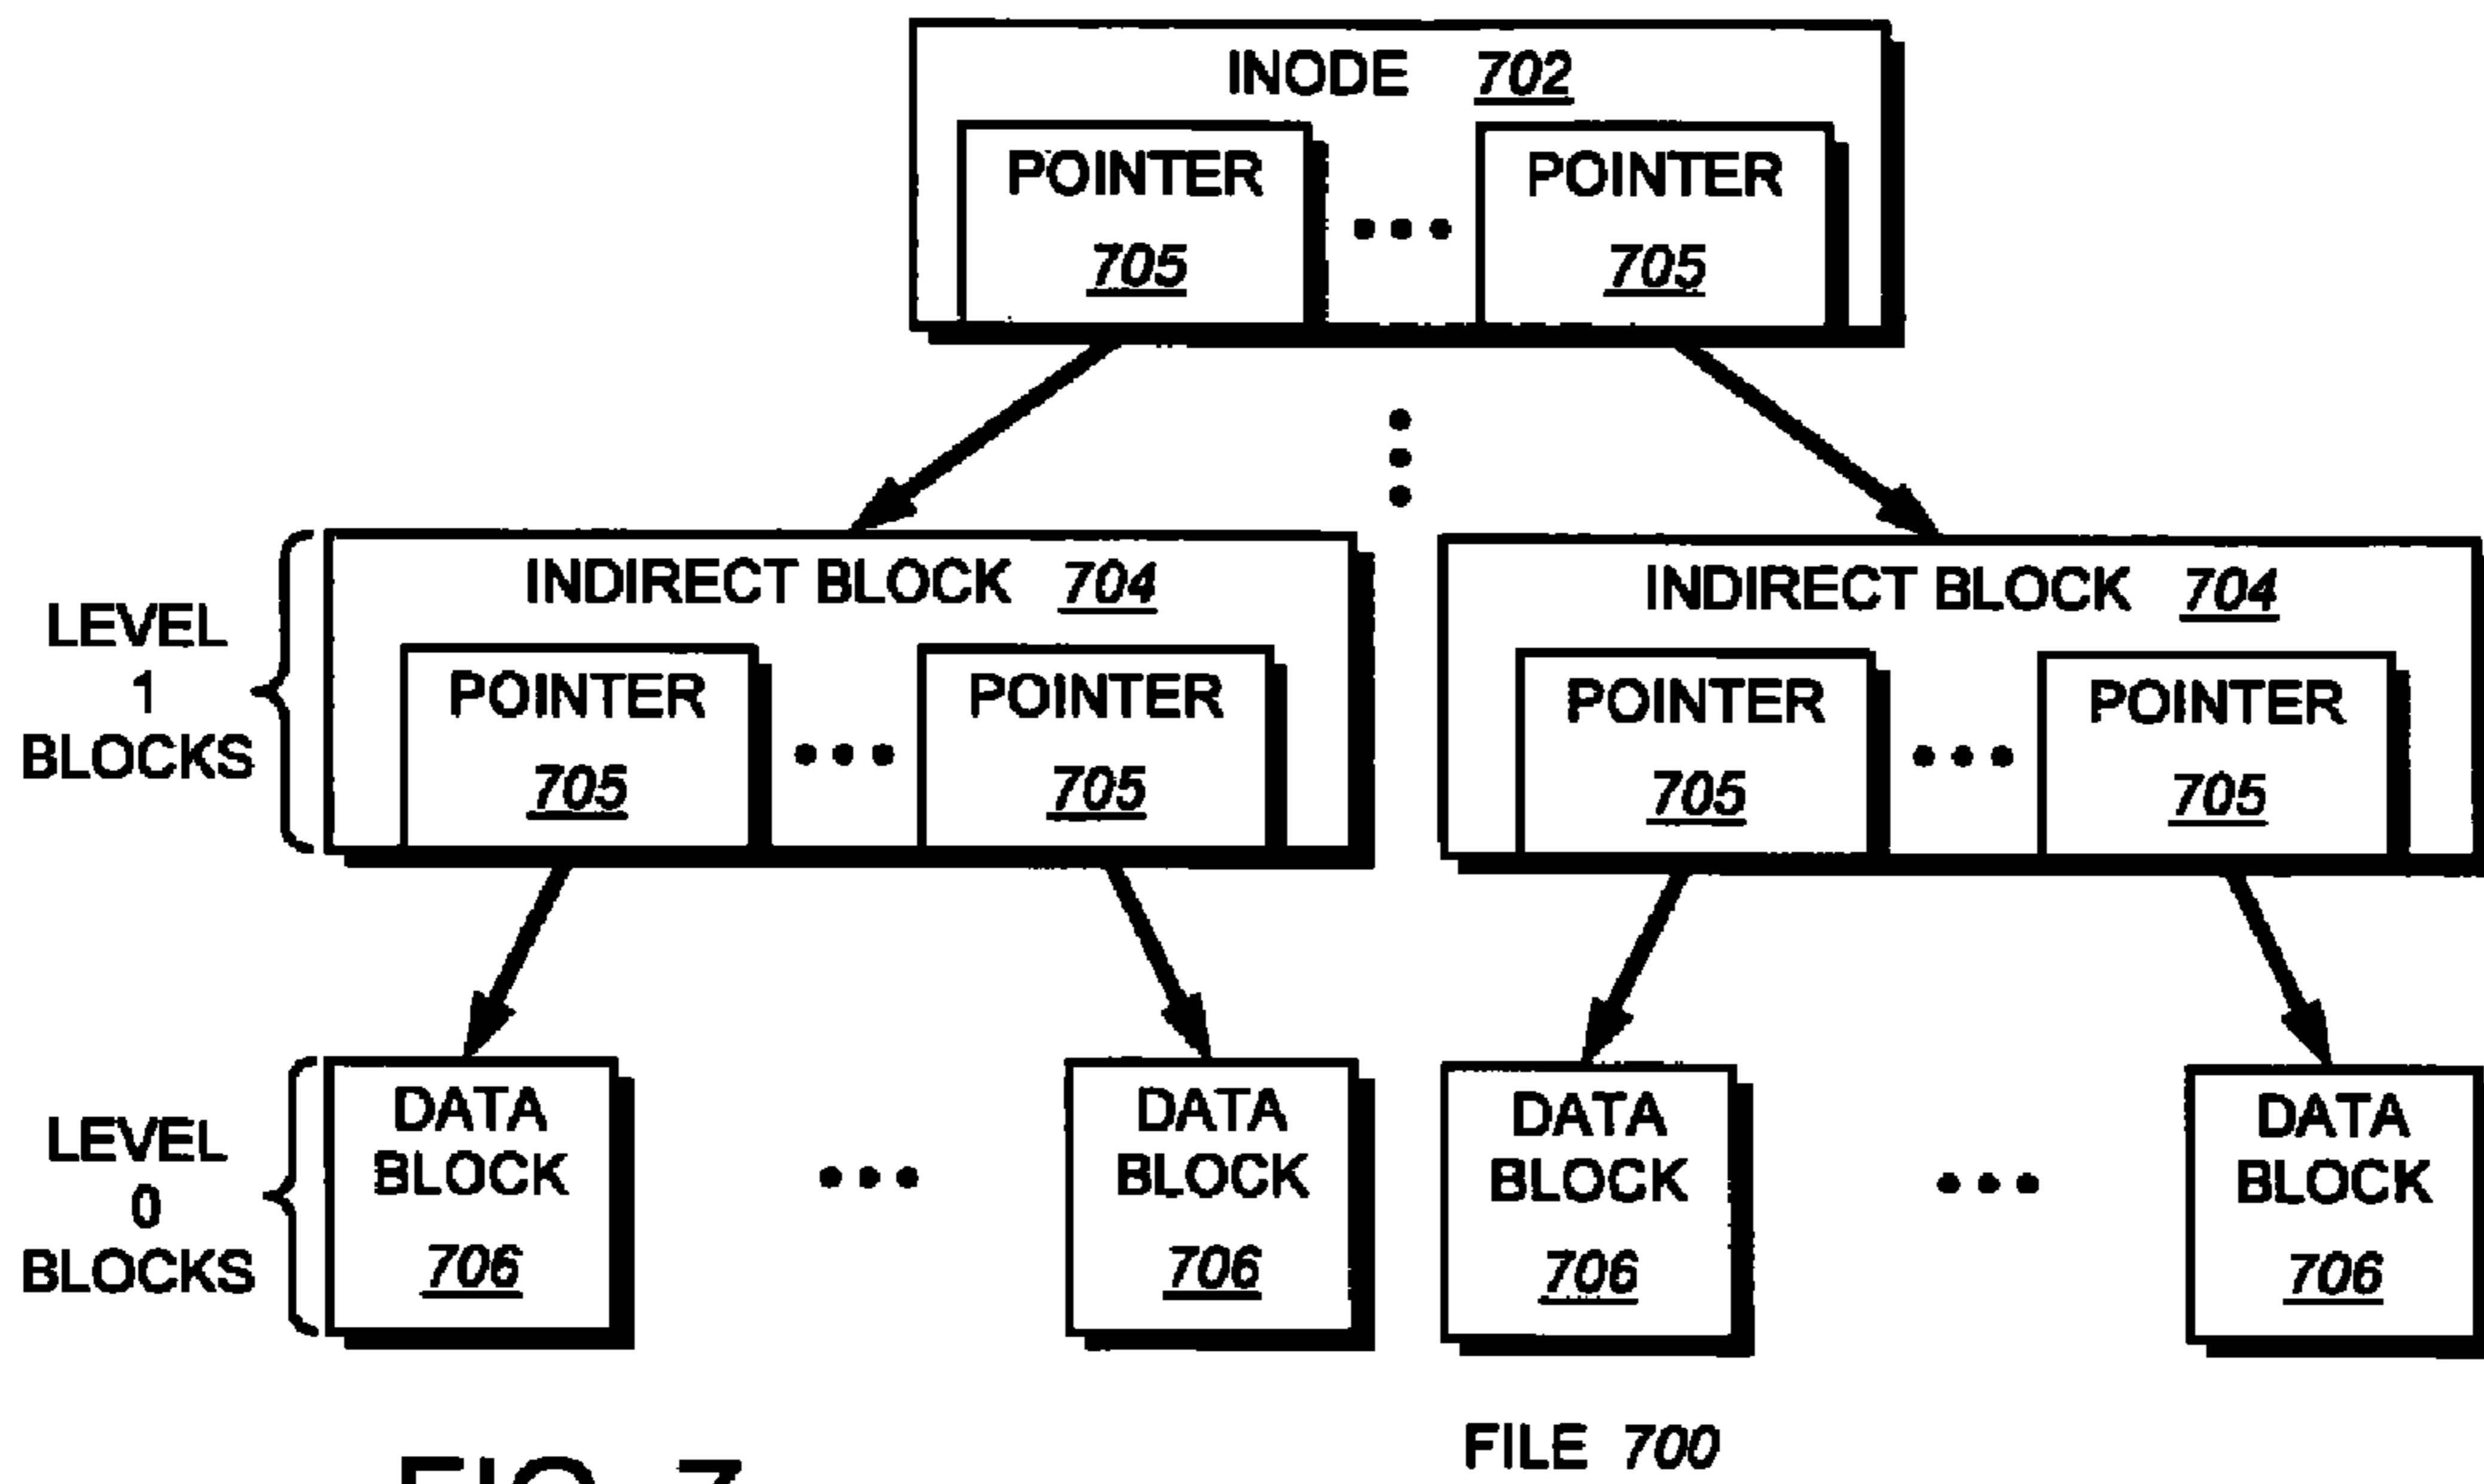 INODE 702
POINTER POINTER
705 705
INDIRECT BLOCK 704
INDIRECT BLOCK 704
LEVEL
1
BLOCKS
POINTER POINTER
705 705
POINTER POINTER
705 705
LEVEL
0
BLOCKS
DATA
BLOCK
706
DATA
BLOCK
706
DATA
BLOCK
706
DATA
BLOCK
706
FILE 700
FIG. 7